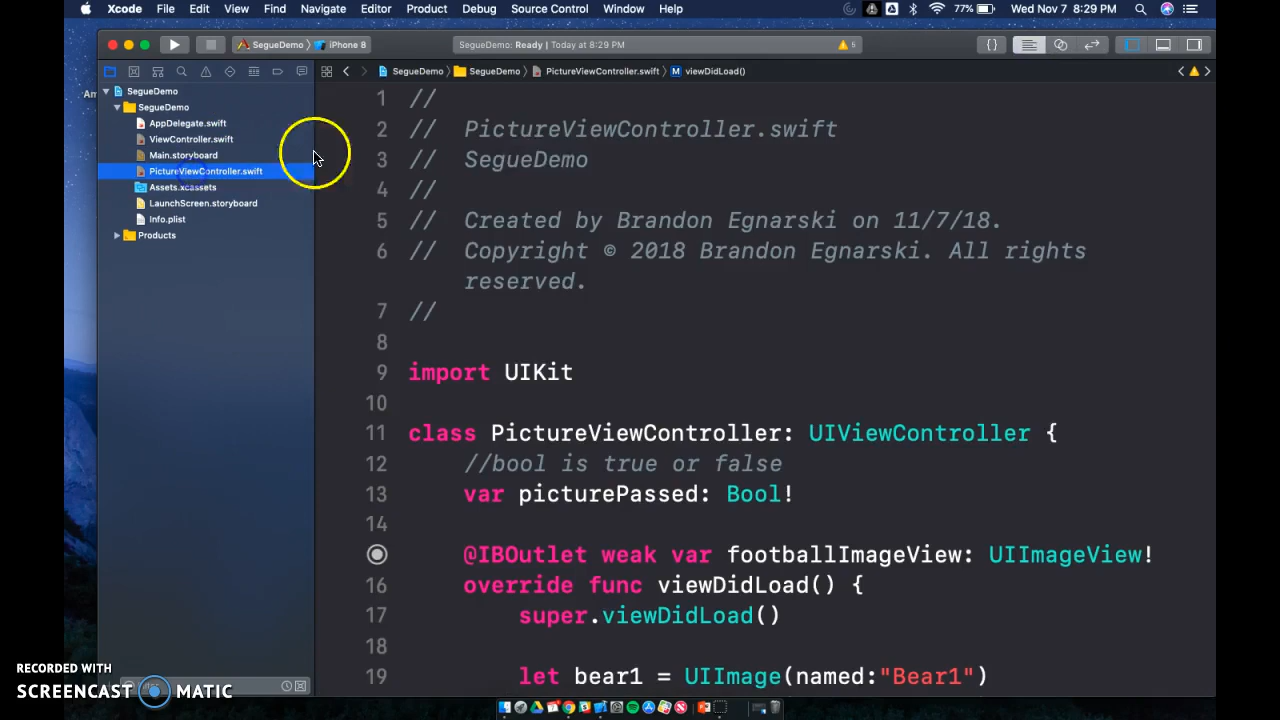 Xcode File Edit View Find Navigate Editor Product Debug Source Control Window Help 77% Wed Nov 7 8:29 PM
SegueDemo iPhone 8 SegueDemo: Ready | Today at 8:29 PM 5 {}
SegueDemo SegueDemo PictureViewController.swift M viewDidLoad()
SegueDemo
SegueDemo
AppDelegate.swift
ViewController.swift
Main.storyboard
PictureViewController.swift
Assets.xcassets
LaunchScreen.storyboard
Info.plist
Products
Am
1 //
2 // PictureViewController.swift
3 // SegueDemo
4 //
5 // Created by Brandon Egnarski on 11/7/18.
6 // Copyright © 2018 Brandon Egnarski. All rights
reserved.
7 //
8
9 import UIKit
10
11 class PictureViewController: UIViewController {
12 //bool is true or false
13 var picturePassed: Bool!
14
@IBOutlet weak var footballImageView: UIImageView!
16 override func viewDidLoad() {
17 super.viewDidLoad()
18
19 let bear1 = UIImage(named:"Bear1")
RECORDED WITH
SCREENCAST MATIC